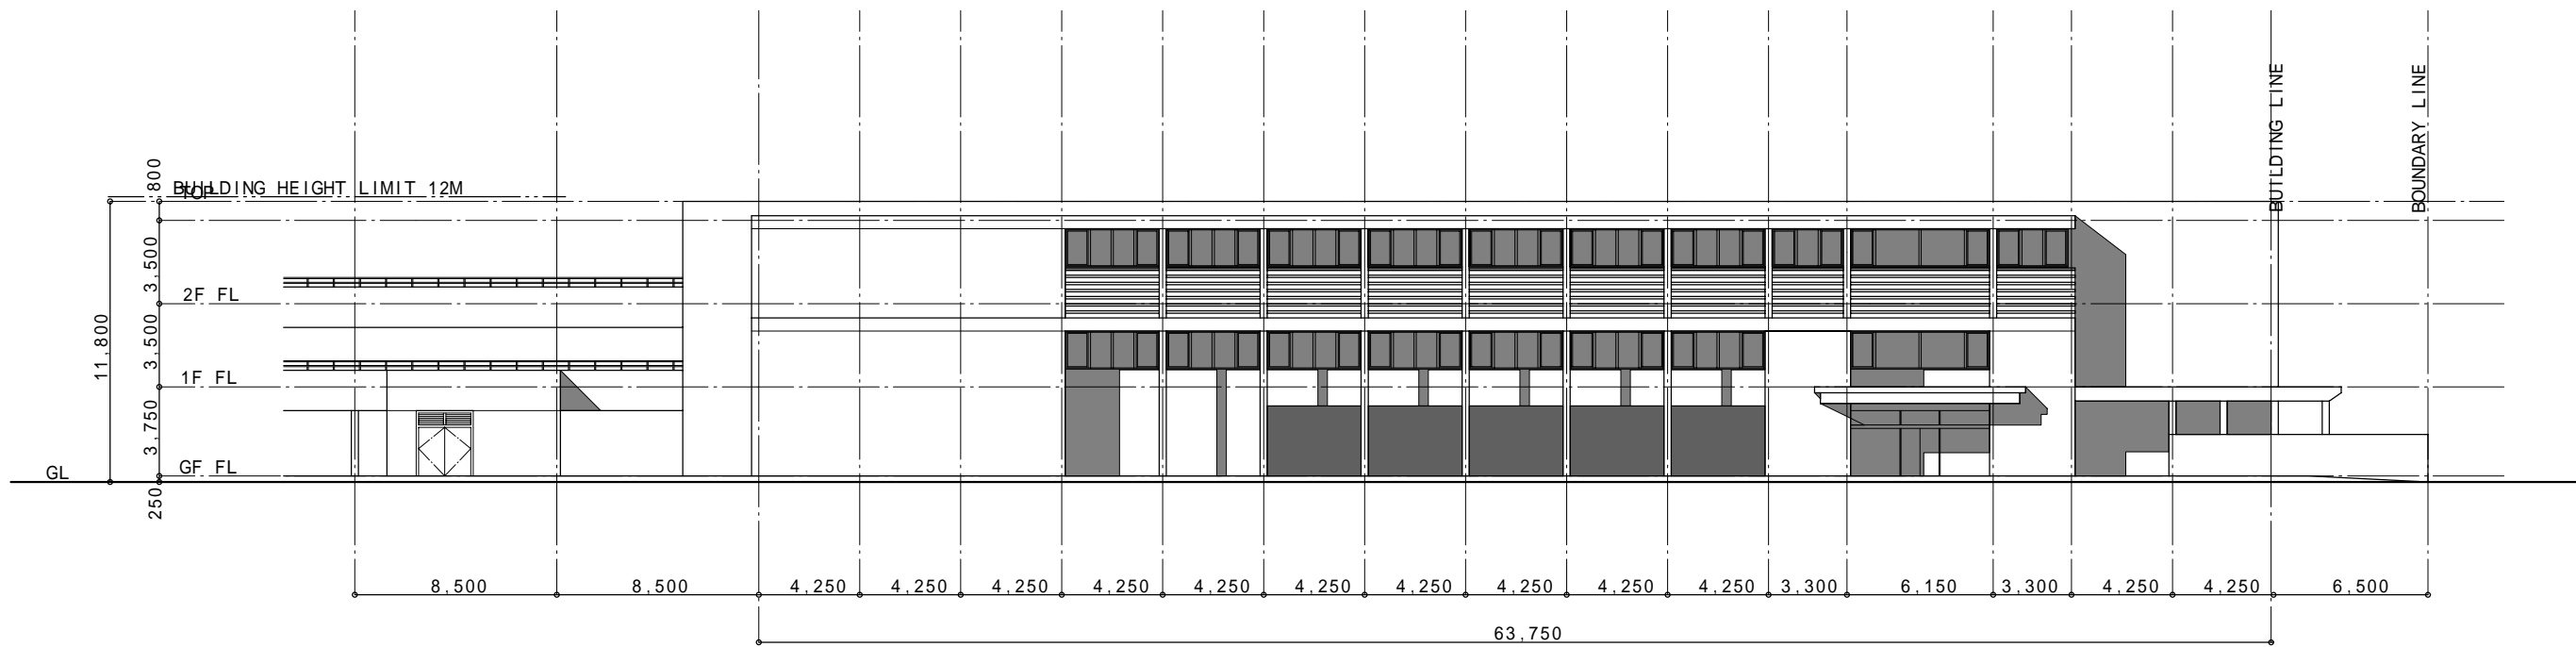 BUILDING LINE
BOUNDARY LINE
800
BUILDING HEIGHT LIMIT 12M
TOP
3,500
2F FL
11,800
3,500
1F FL
3,750
GF FL
GL
250
8,500 8,500 4,250 4,250 4,250 4,250 4,250 4,250 4,250 4,250 4,250 4,250 3,300 6,150 3,300 4,250 4,250 6,500
63,750